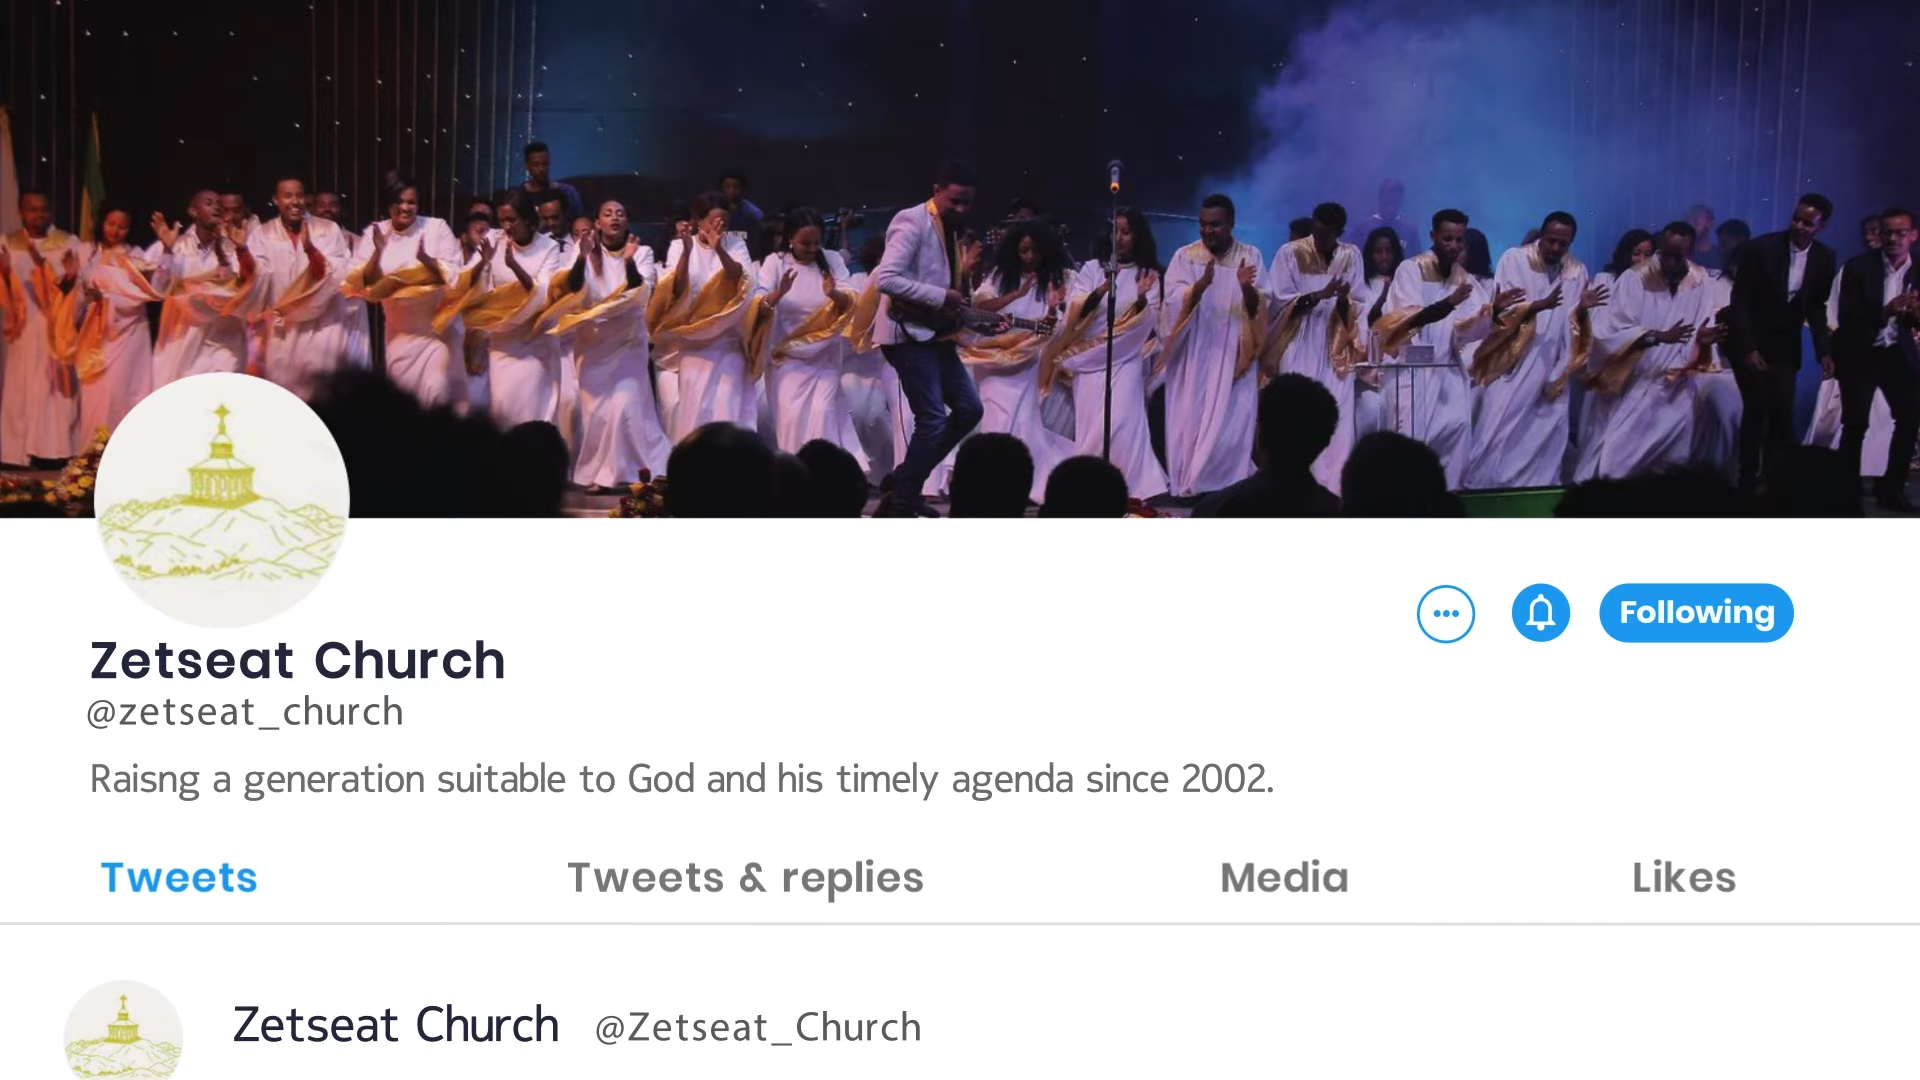 Following
Zetseat Church
@zetseat_church
Raisng a generation suitable to God and his timely agenda since 2002.
Tweets Tweets & replies Media Likes
Zetseat Church @Zetseat_Church